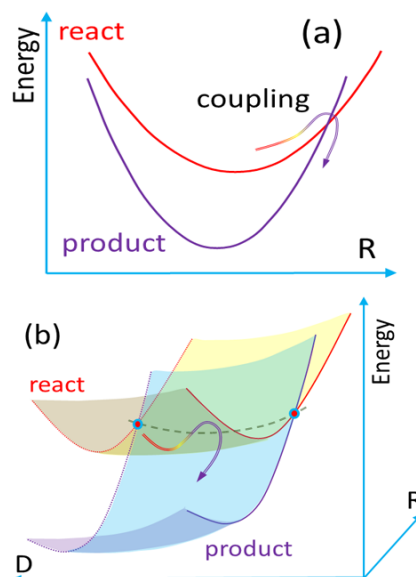 react
(a)
Energy
coupling
product
R
(b)
react
Energy
R
D
product